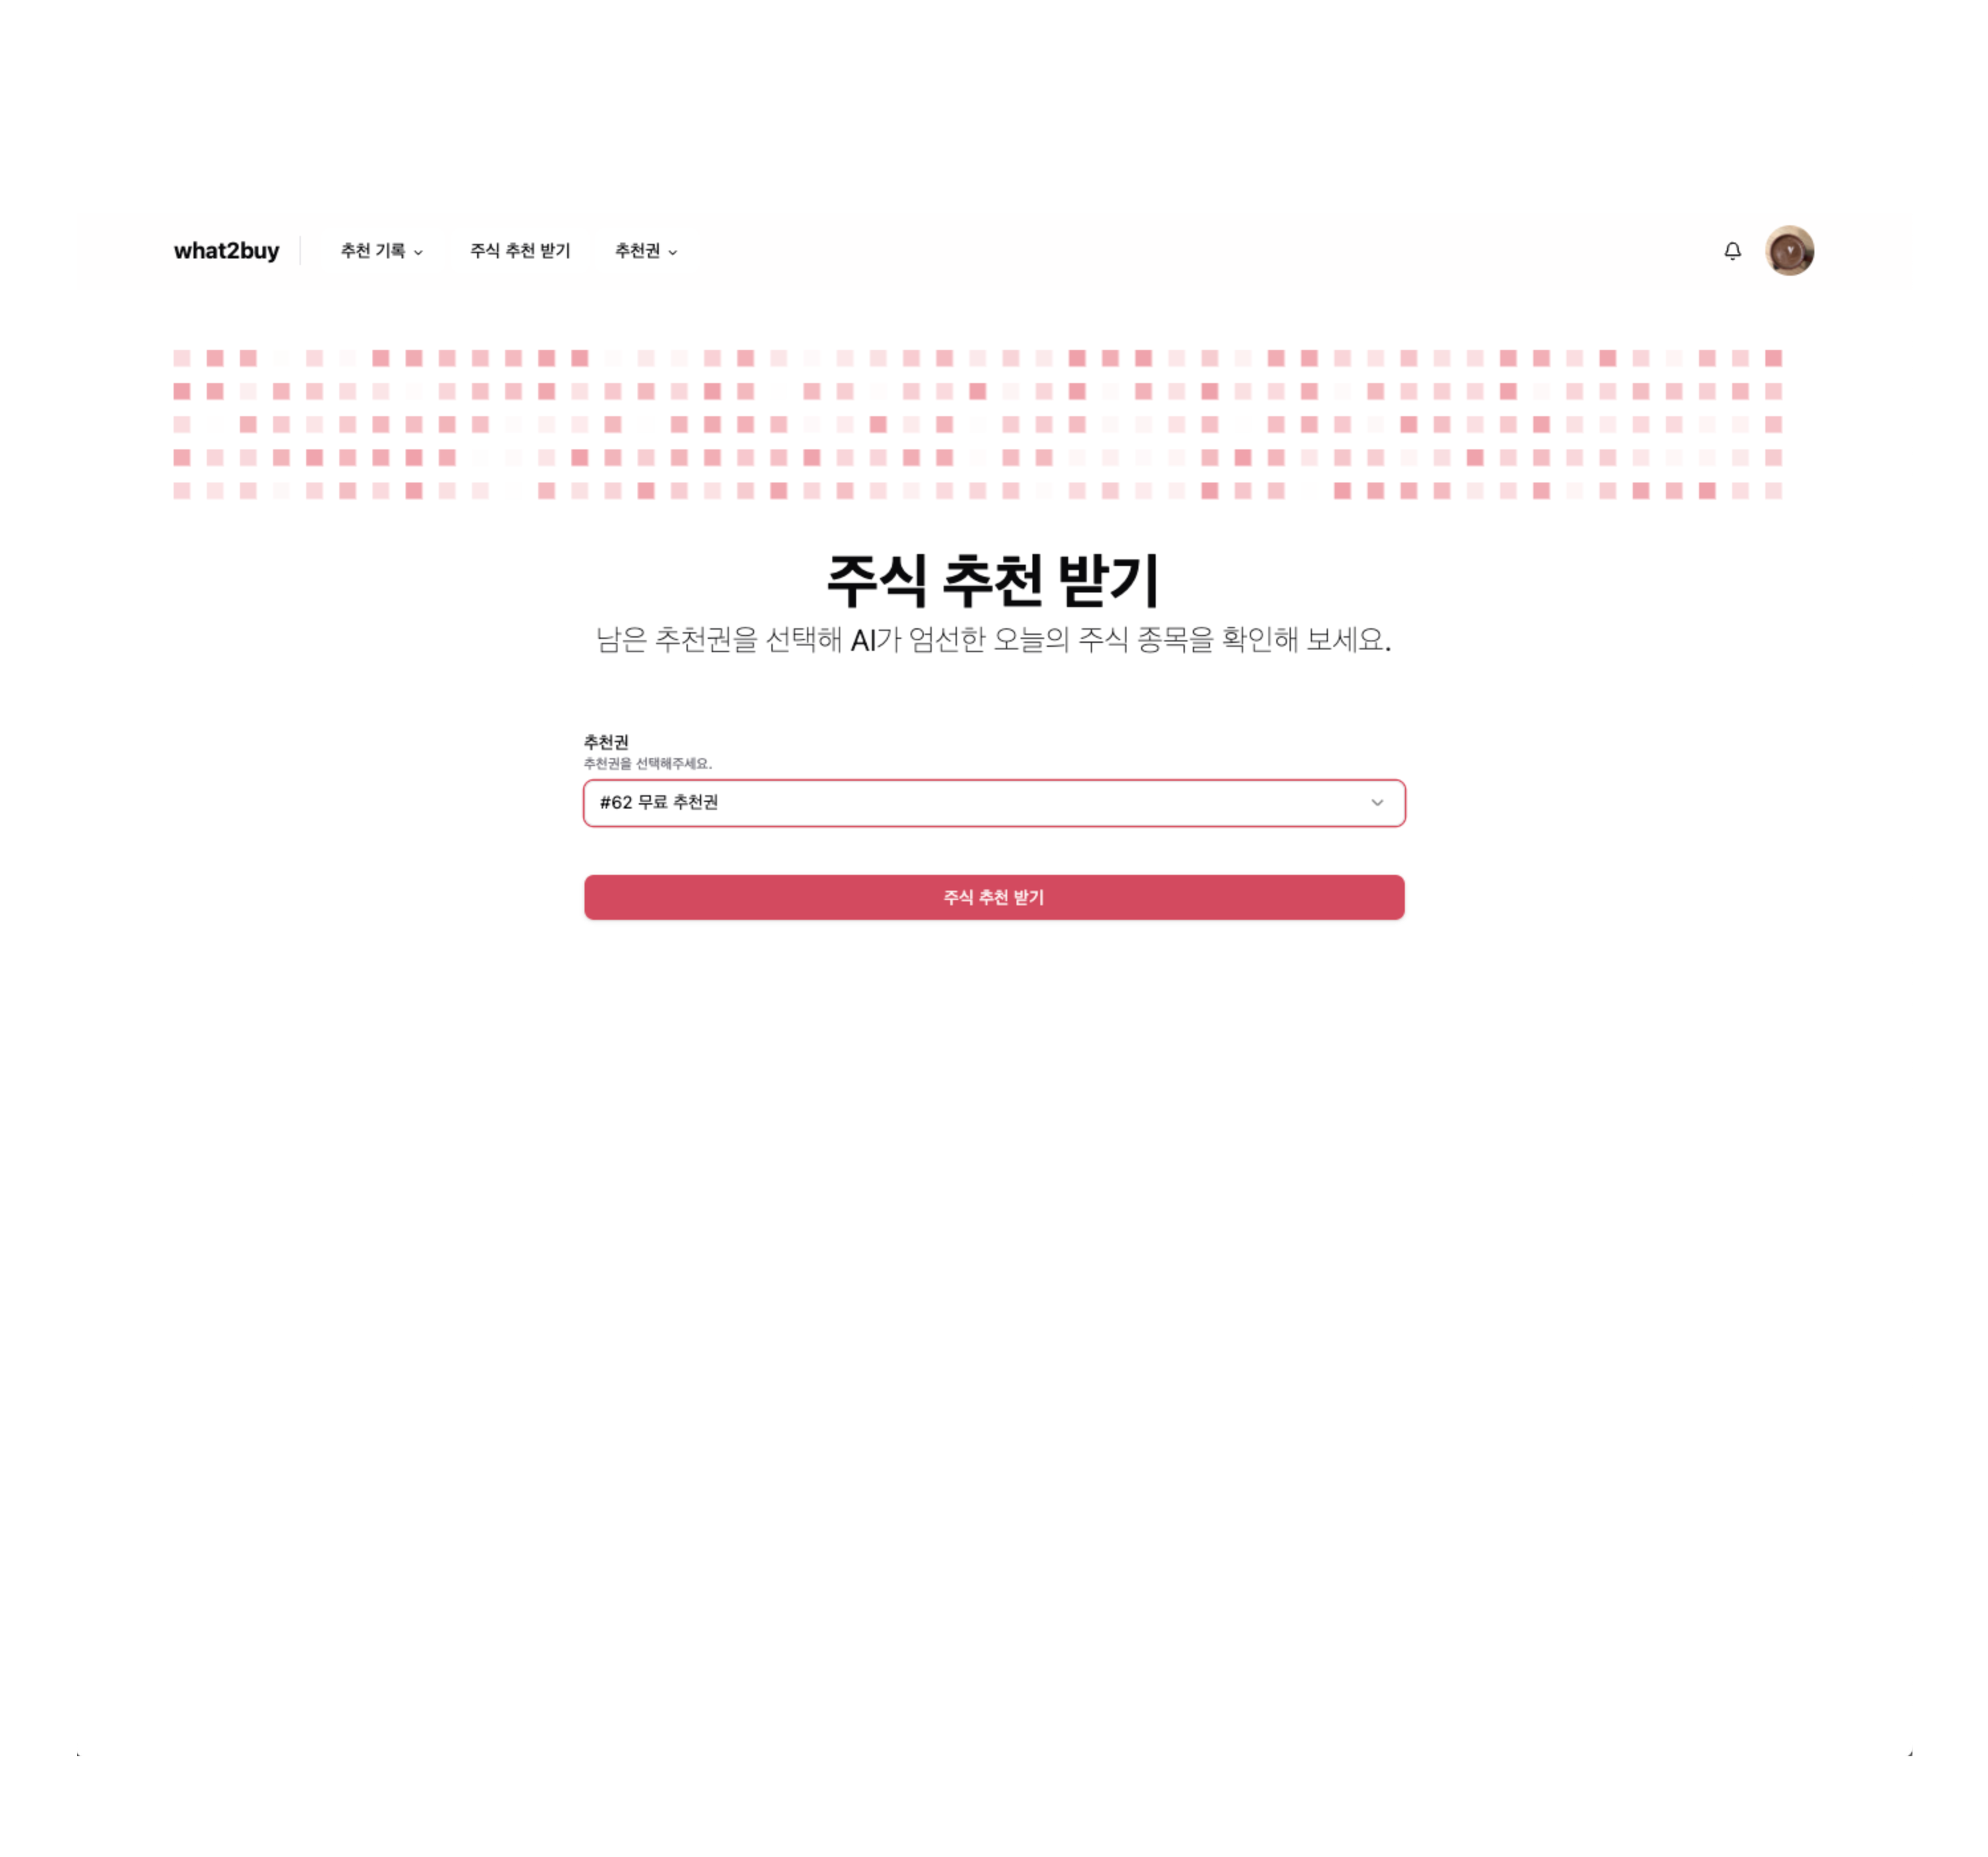 what2buy 추천 기록 주식 추천 받기 추천권
주식 추천 받기
남은 추천권을 선택해 AI가 엄선한 오늘의 주식 종목을 확인해 보세요.
추천권
추천권을 선택해주세요.
#62 무료 추천권
주식 추천 받기